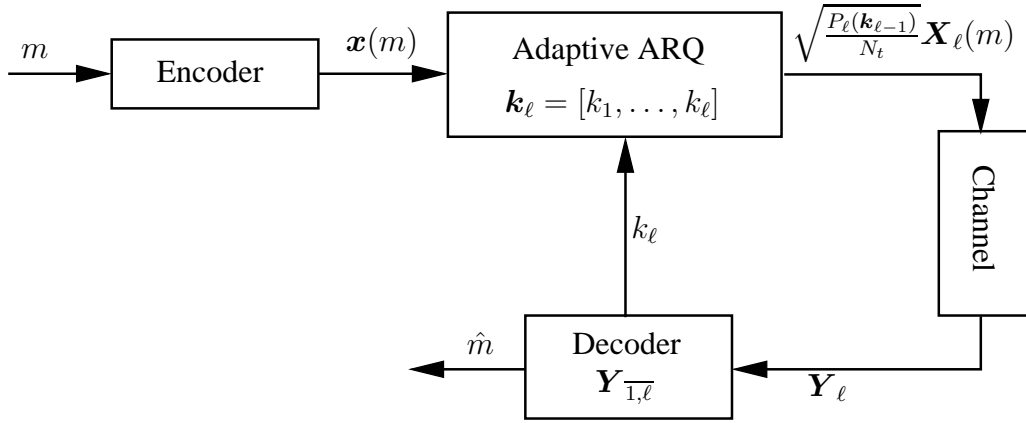 m
Encoder
x(m)
Adaptive ARQ
k_ℓ = [k_1, . . . , k_ℓ]
√(P_ℓ(k_{ℓ−1})/N_t) X_ℓ(m)
Channel
k_ℓ
Decoder
Y_{\overline{1,ℓ}}
m̂
Y_ℓ